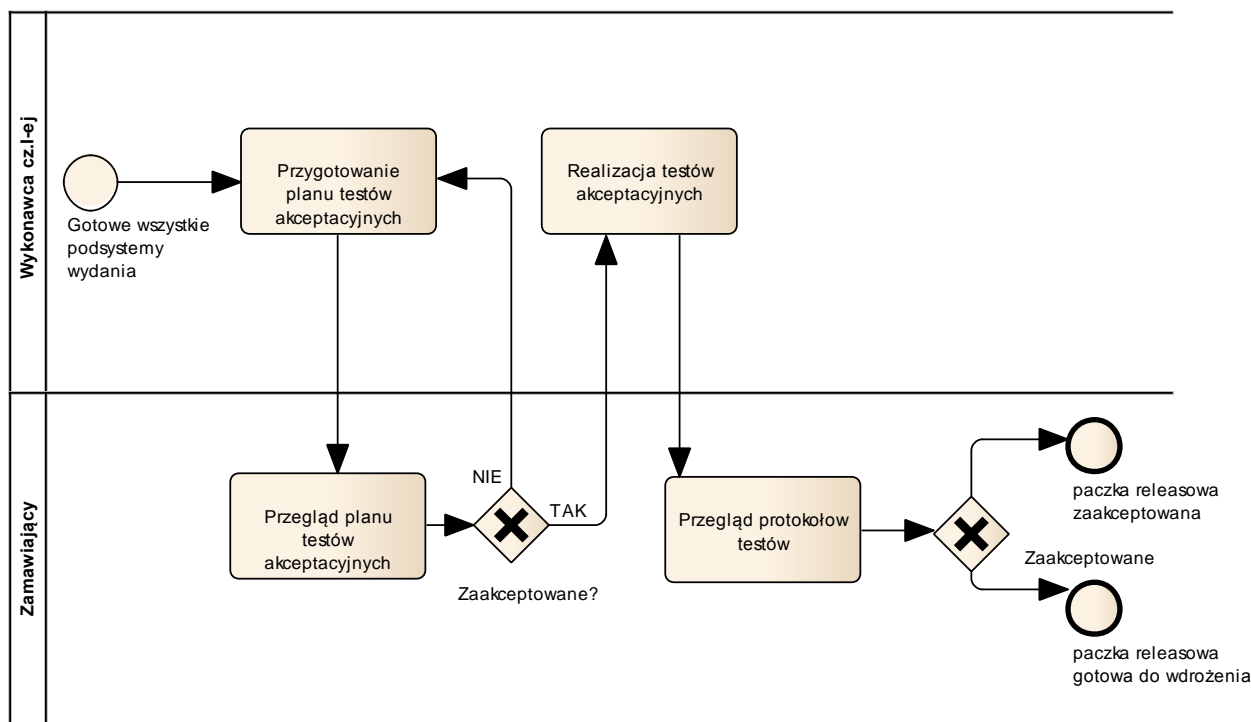 Wykonawca cz.I-ej
Gotowe wszystkie
podsystemy
wydania
Przygotowanie
planu testów
akceptacyjnych
Realizacja testów
akceptacyjnych
Zamawiający
Przegląd planu
testów
akceptacyjnych
NIE
TAK
Zaakceptowane?
Przegląd protokołow
testów
paczka releasowa
zaakceptowana
Zaakceptowane
paczka releasowa
gotowa do wdrożenia